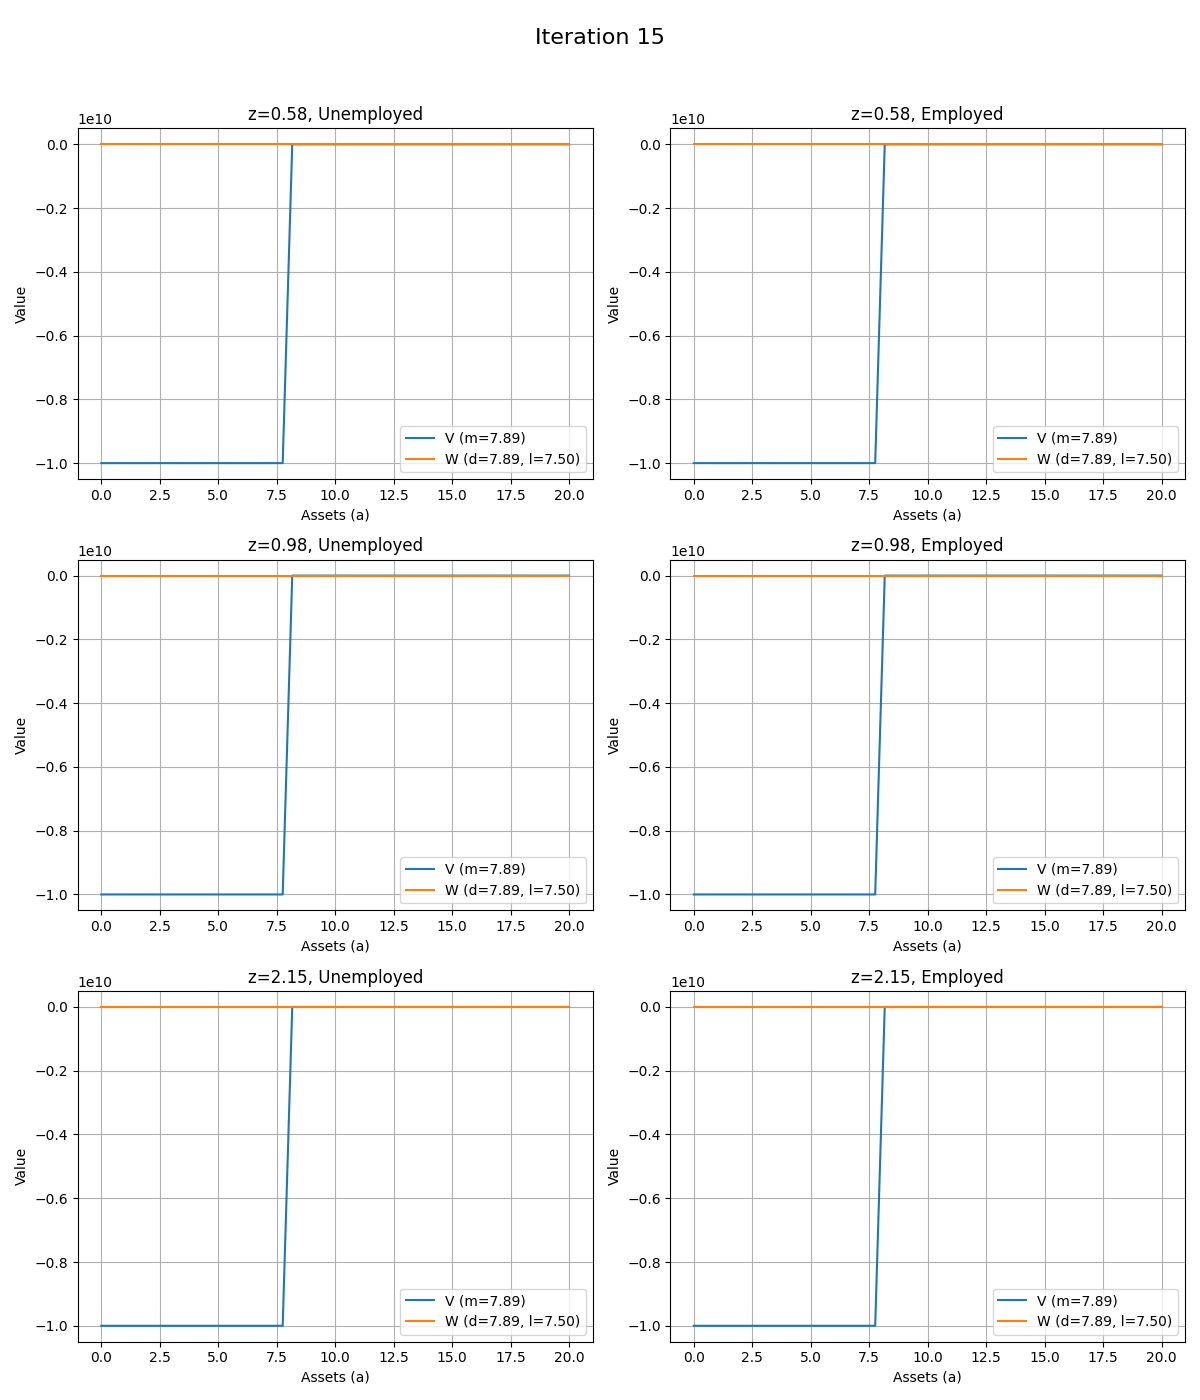 Iteration 15
z=0.58, Unemployed
1e10
0.0
−0.2
−0.4
−0.6
−0.8
−1.0
Value
V (m=7.89)
W (d=7.89, l=7.50)
0.0 2.5 5.0 7.5 10.0 12.5 15.0 17.5 20.0
Assets (a)
z=0.58, Employed
1e10
0.0
−0.2
−0.4
−0.6
−0.8
−1.0
Value
V (m=7.89)
W (d=7.89, l=7.50)
0.0 2.5 5.0 7.5 10.0 12.5 15.0 17.5 20.0
Assets (a)
z=0.98, Unemployed
1e10
0.0
−0.2
−0.4
−0.6
−0.8
−1.0
Value
V (m=7.89)
W (d=7.89, l=7.50)
0.0 2.5 5.0 7.5 10.0 12.5 15.0 17.5 20.0
Assets (a)
z=0.98, Employed
1e10
0.0
−0.2
−0.4
−0.6
−0.8
−1.0
Value
V (m=7.89)
W (d=7.89, l=7.50)
0.0 2.5 5.0 7.5 10.0 12.5 15.0 17.5 20.0
Assets (a)
z=2.15, Unemployed
1e10
0.0
−0.2
−0.4
−0.6
−0.8
−1.0
Value
V (m=7.89)
W (d=7.89, l=7.50)
0.0 2.5 5.0 7.5 10.0 12.5 15.0 17.5 20.0
Assets (a)
z=2.15, Employed
1e10
0.0
−0.2
−0.4
−0.6
−0.8
−1.0
Value
V (m=7.89)
W (d=7.89, l=7.50)
0.0 2.5 5.0 7.5 10.0 12.5 15.0 17.5 20.0
Assets (a)